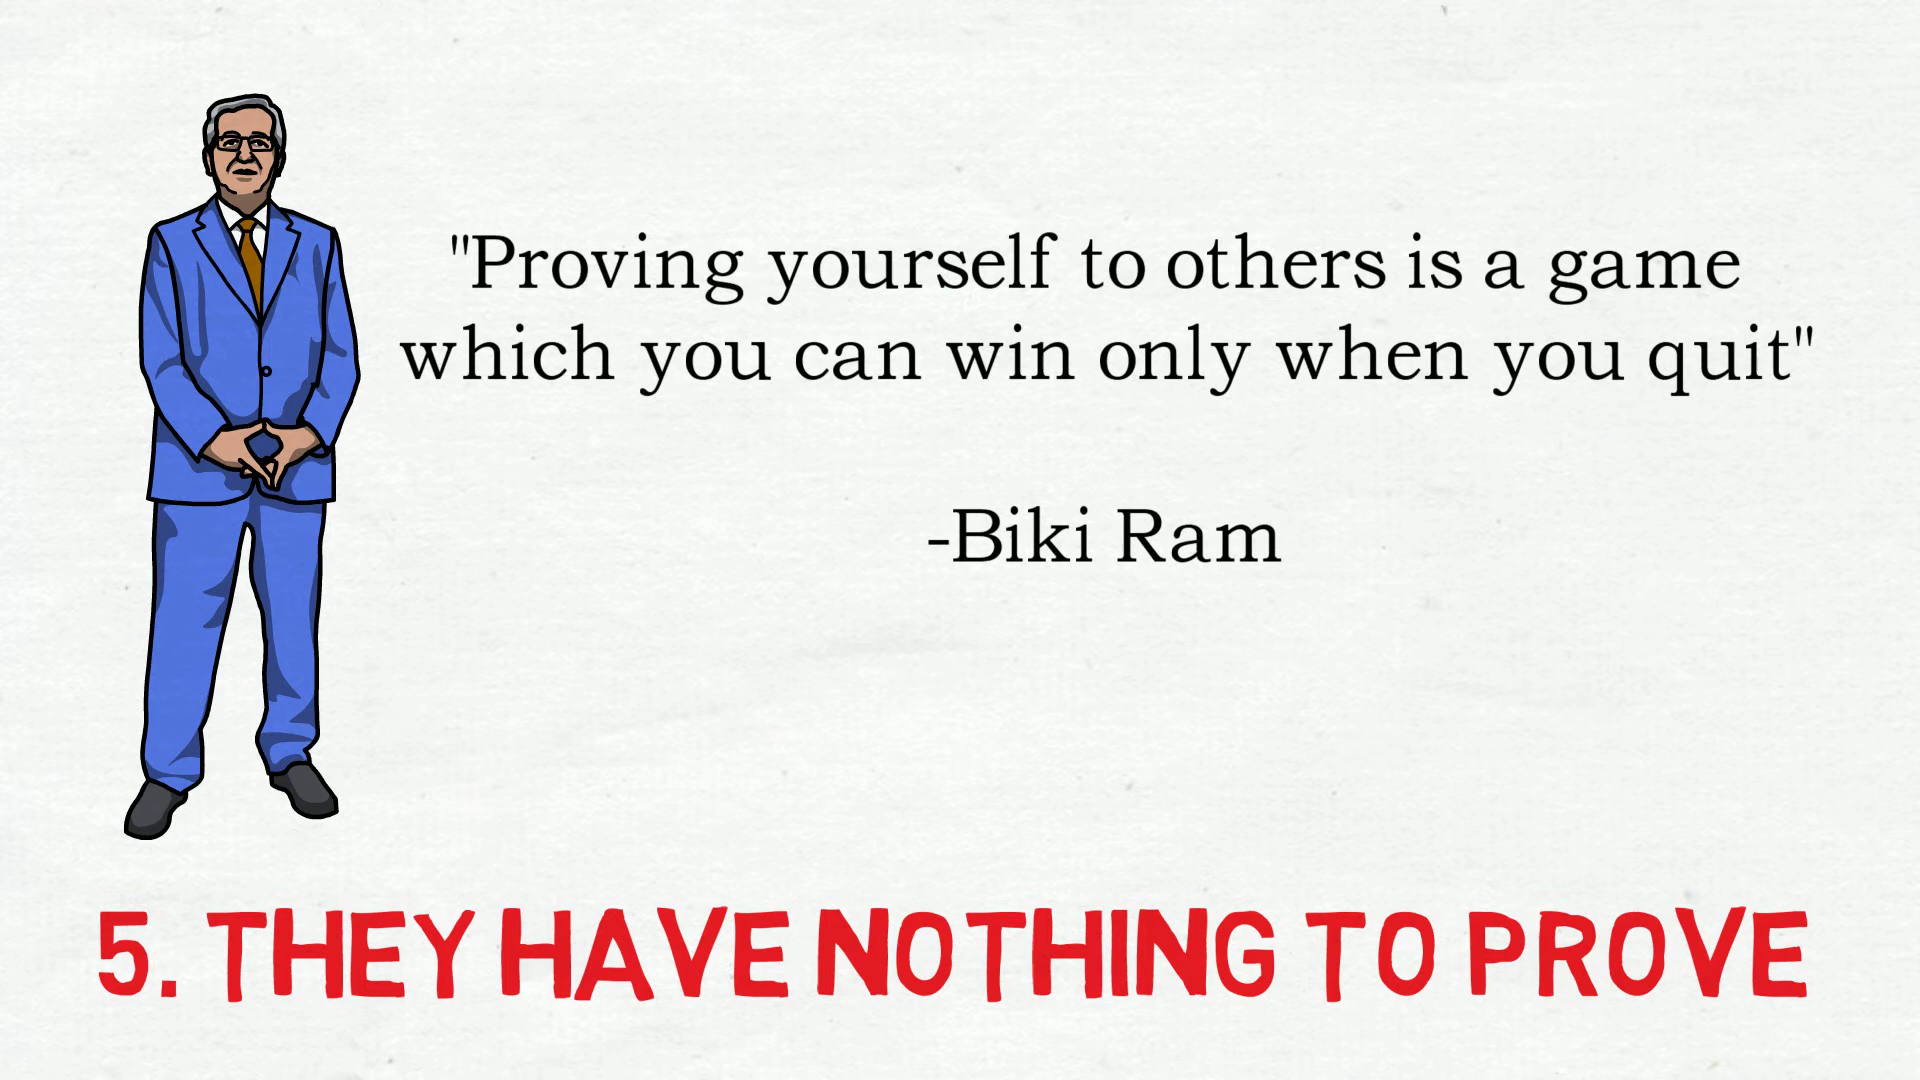 "Proving yourself to others is a game
which you can win only when you quit"
-Biki Ram
5. THEY HAVE NOTHING TO PROVE